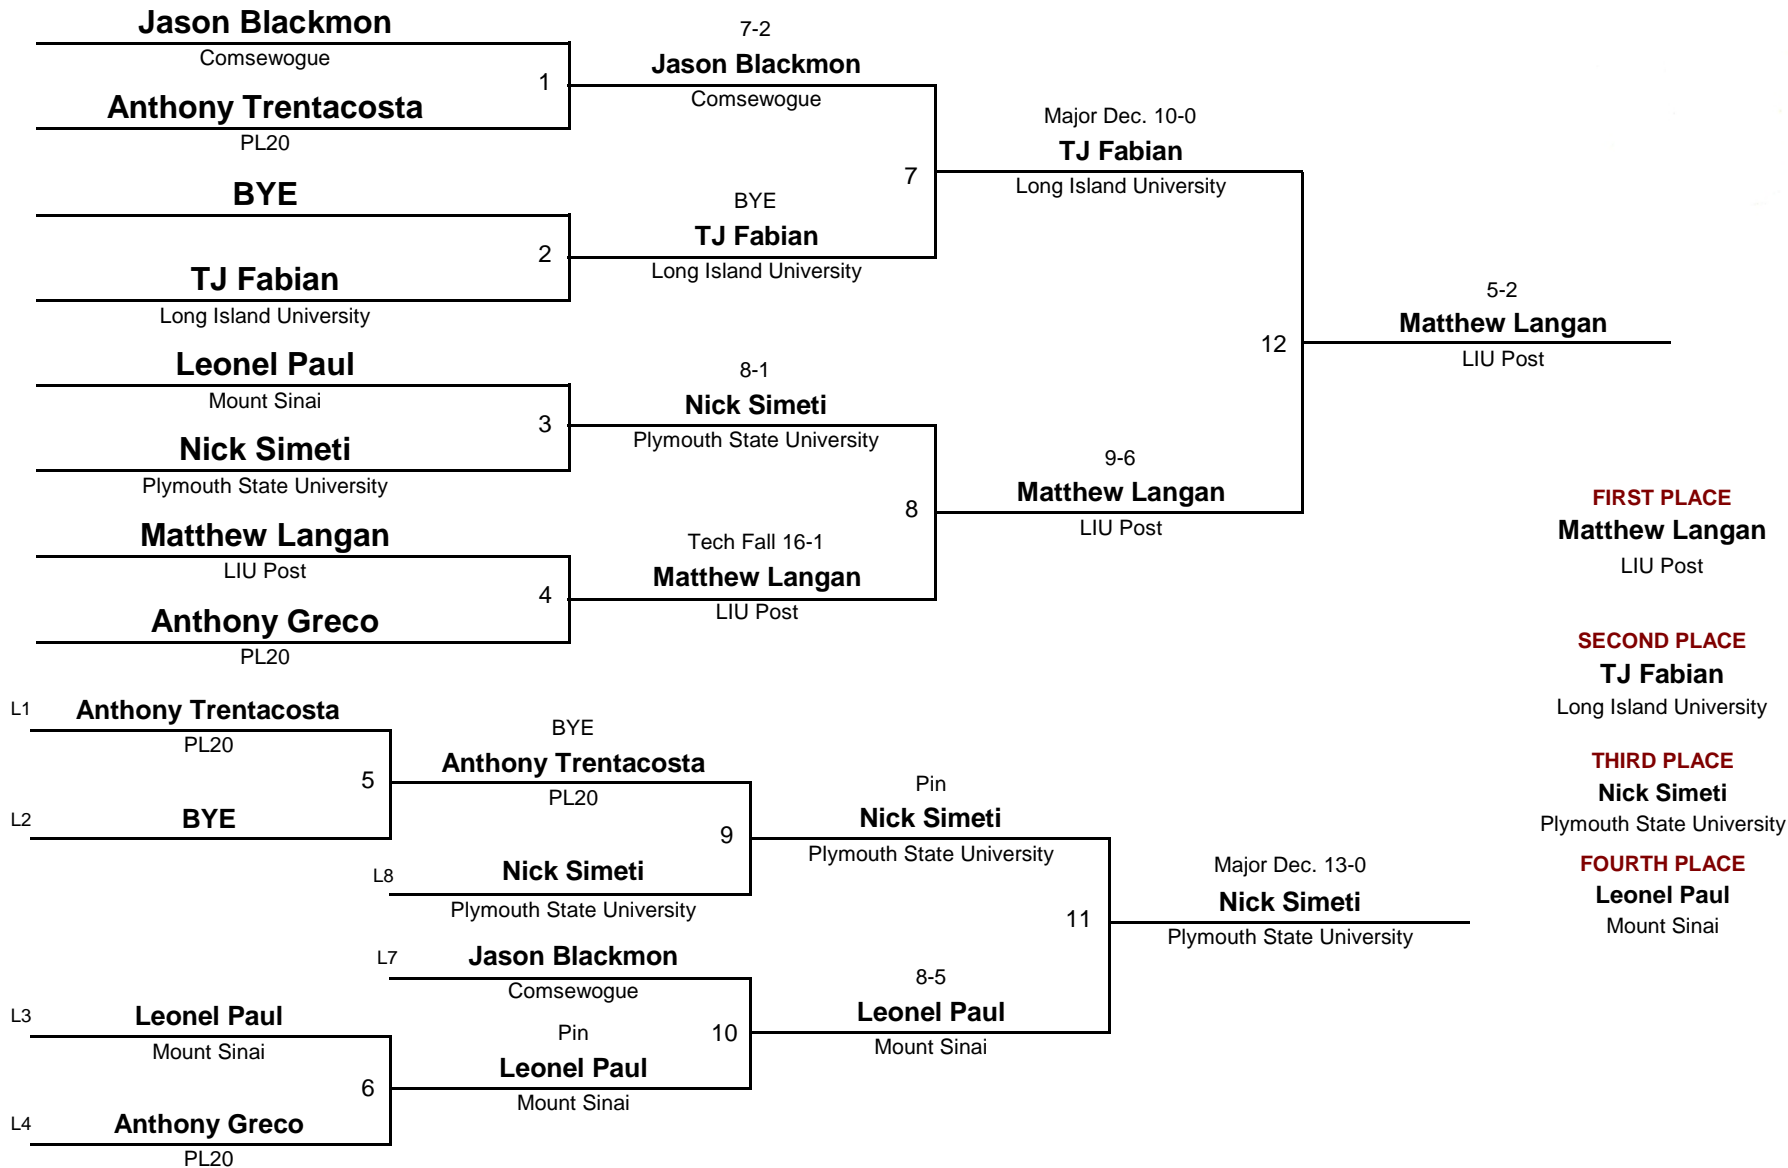 Jason Blackmon
Comsewogue
1
Anthony Trentacosta
PL20
BYE
2
TJ Fabian
Long Island University
Leonel Paul
Mount Sinai
3
Nick Simeti
Plymouth State University
Matthew Langan
LIU Post
4
Anthony Greco
PL20
7-2
Jason Blackmon
Comsewogue
7
BYE
TJ Fabian
Long Island University
8-1
Nick Simeti
Plymouth State University
8
Tech Fall 16-1
Matthew Langan
LIU Post
Major Dec. 10-0
TJ Fabian
Long Island University
12
9-6
Matthew Langan
LIU Post
5-2
Matthew Langan
LIU Post
FIRST PLACE
Matthew Langan
LIU Post
SECOND PLACE
TJ Fabian
Long Island University
THIRD PLACE
Nick Simeti
Plymouth State University
FOURTH PLACE
Leonel Paul
Mount Sinai
L1 Anthony Trentacosta
PL20
5
L2 BYE
BYE
Anthony Trentacosta
PL20
9
L8 Nick Simeti
Plymouth State University
L7 Jason Blackmon
Comsewogue
10
L3 Leonel Paul
Mount Sinai
6
L4 Anthony Greco
PL20
Pin
Leonel Paul
Mount Sinai
Pin
Nick Simeti
Plymouth State University
11
8-5
Leonel Paul
Mount Sinai
Major Dec. 13-0
Nick Simeti
Plymouth State University